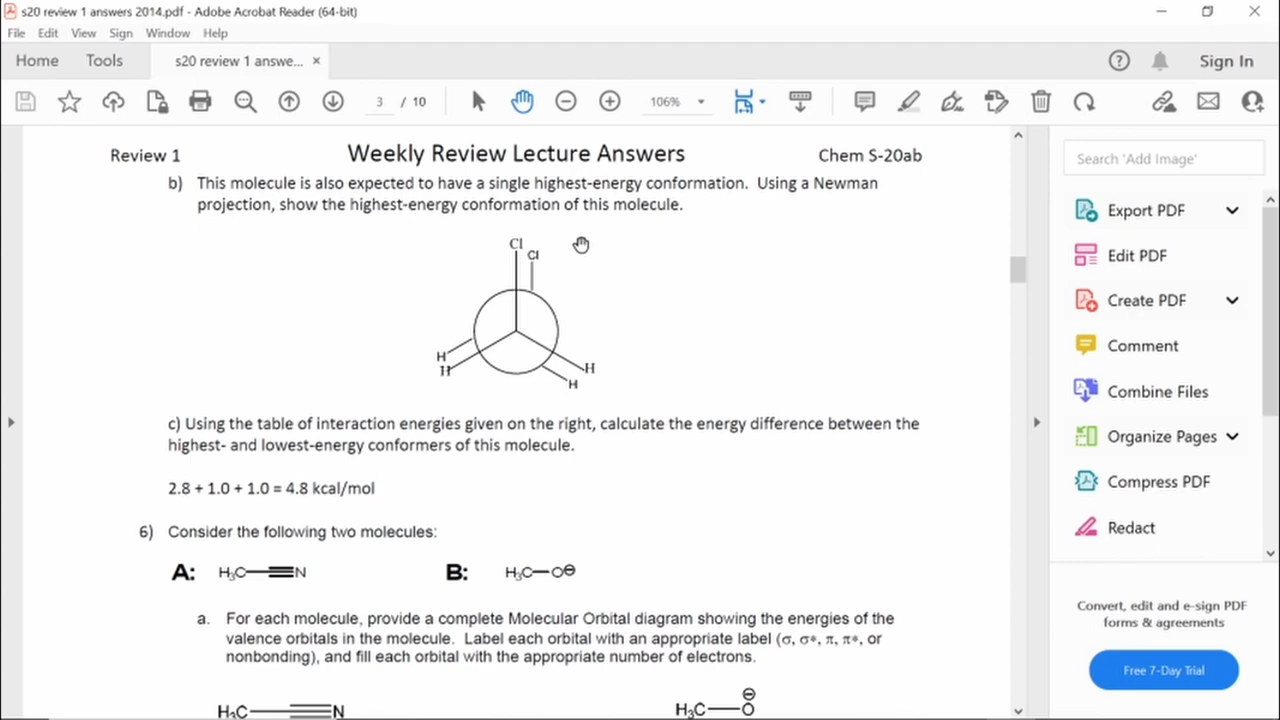 s20 review 1 answers 2014.pdf - Adobe Acrobat Reader (64-bit)
File Edit View Sign Window Help
Home Tools s20 review 1 answe... × Sign In
3 / 10 106%
Review 1 Weekly Review Lecture Answers Chem S-20ab
b) This molecule is also expected to have a single highest-energy conformation. Using a Newman
projection, show the highest-energy conformation of this molecule.
Cl
Cl
H H
H H
c) Using the table of interaction energies given on the right, calculate the energy difference between the
highest- and lowest-energy conformers of this molecule.
2.8 + 1.0 + 1.0 = 4.8 kcal/mol
6) Consider the following two molecules:
A: H₃C N B: H₃C O⊖
a. For each molecule, provide a complete Molecular Orbital diagram showing the energies of the
valence orbitals in the molecule. Label each orbital with an appropriate label (σ, σ*, π, π*, or
nonbonding), and fill each orbital with the appropriate number of electrons.
H₃C N H₃C O ⊖
Search 'Add Image'
Export PDF
Edit PDF
Create PDF
Comment
Combine Files
Organize Pages
Compress PDF
Redact
Convert, edit and e-sign PDF
forms & agreements
Free 7-Day Trial